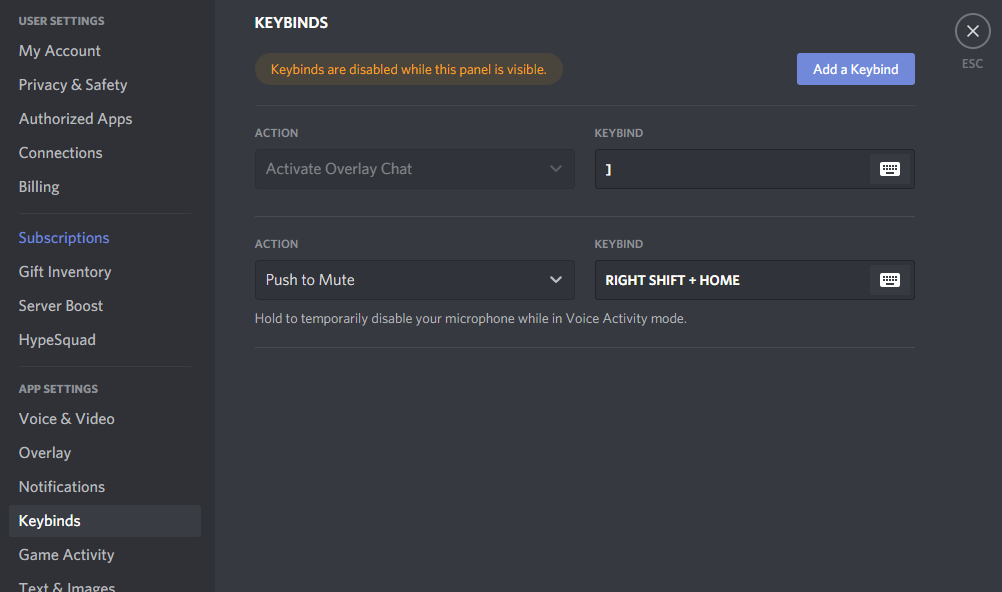 USER SETTINGS
My Account
Privacy & Safety
Authorized Apps
Connections
Billing
Subscriptions
Gift Inventory
Server Boost
HypeSquad
APP SETTINGS
Voice & Video
Overlay
Notifications
Keybinds
Game Activity
Text & Images
KEYBINDS
Keybinds are disabled while this panel is visible.
Add a Keybind
ACTION
KEYBIND
Activate Overlay Chat
]
ACTION
KEYBIND
Push to Mute
RIGHT SHIFT + HOME
Hold to temporarily disable your microphone while in Voice Activity mode.
ESC